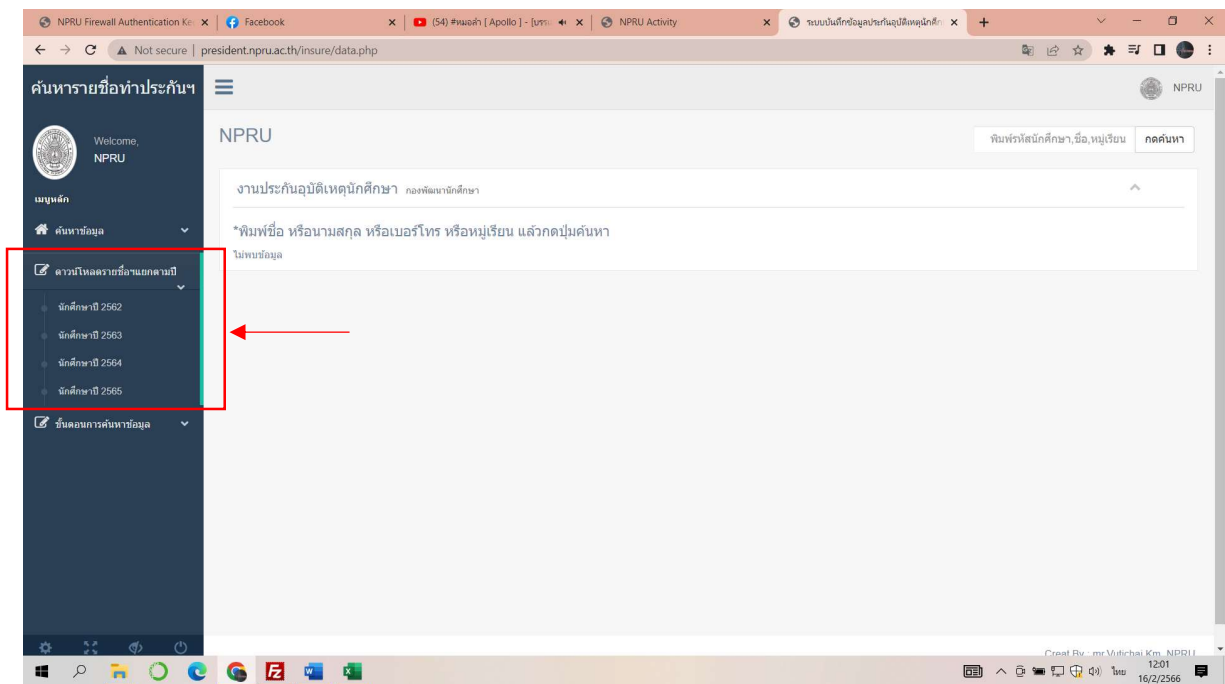 NPRU Firewall Authentication Ke
Facebook
(54) #หมอลำ [ Apollo ] - [บรร
NPRU Activity
ระบบบันทึกข้อมูลประกันอุบัติเหตุนักศึก
Not secure
president.npru.ac.th/insure/data.php
ค้นหารายชื่อทำประกันฯ
NPRU
Welcome,
NPRU
NPRU
พิมพ์รหัสนักศึกษา,ชื่อ,หมู่เรียน
กดค้นหา
เมนูหลัก
ค้นหาข้อมูล
งานประกันอุบัติเหตุนักศึกษา กองพัฒนานักศึกษา
*พิมพ์ชื่อ หรือนามสกุล หรือเบอร์โทร หรือหมู่เรียน แล้วกดปุ่มค้นหา
ไม่พบข้อมูล
ดาวน์โหลดรายชื่อฯแยกตามปี
นักศึกษาปี 2562
นักศึกษาปี 2563
นักศึกษาปี 2564
นักศึกษาปี 2565
ขั้นตอนการค้นหาข้อมูล
Creat By : mr.Vutichai Km. NPRU
ไทย
12:01
16/2/2566